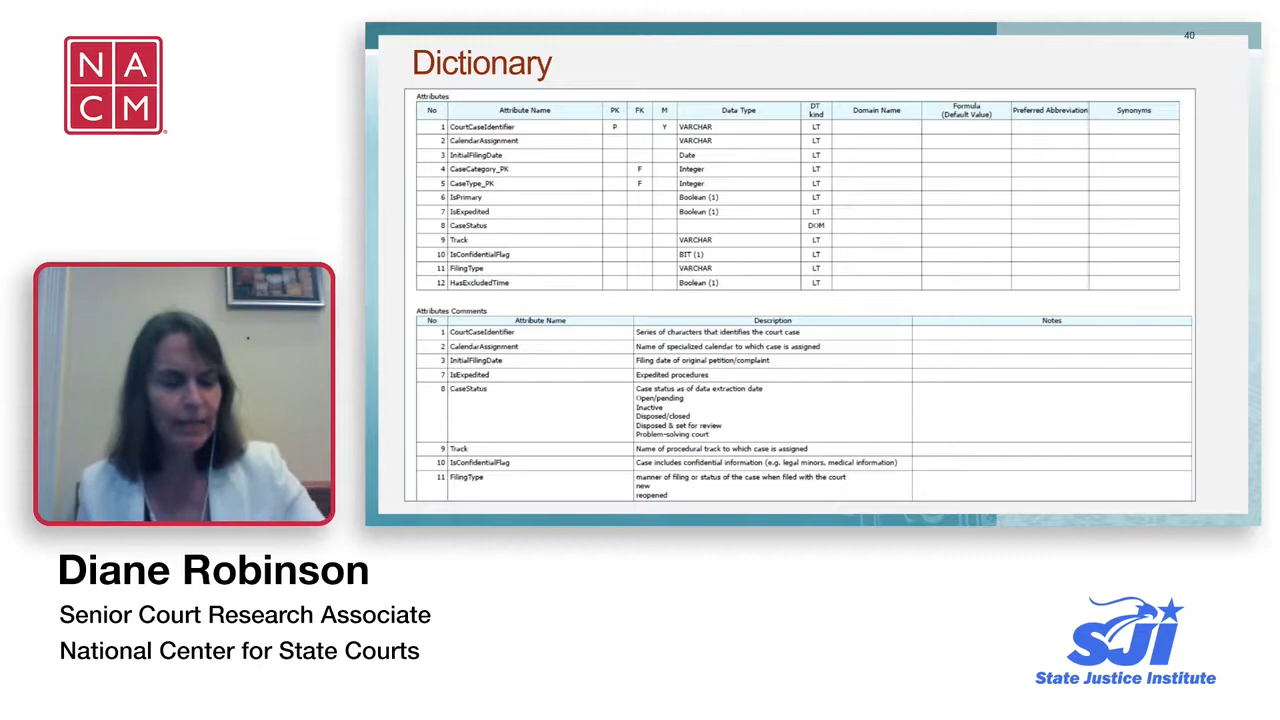 NACM
40
Dictionary
Attributes
No Attribute Name PK FK M Data Type DT kind Domain Name Formula (Default Value) Preferred Abbreviation Synonyms
1 CourtCaseIdentifier P Y VARCHAR LT
2 CalendarAssignment VARCHAR LT
3 InitialFilingDate Date LT
4 CaseCategory_PK F Integer LT
5 CaseType_PK F Integer LT
6 IsPrimary Boolean (1) LT
7 IsExpedited Boolean (1) LT
8 CaseStatus DOM
9 Track VARCHAR LT
10 IsConfidentialFlag BIT (1) LT
11 FilingType VARCHAR LT
12 HasExcludedTime Boolean (1) LT
Attributes Comments
No Attribute Name Description Notes
1 CourtCaseIdentifier Series of characters that identifies the court case
2 CalendarAssignment Name of specialized calendar to which case is assigned
3 InitialFilingDate Filing date of original petition/complaint
7 IsExpedited Expedited procedures
8 CaseStatus Case status as of data extraction date
Open/pending
Inactive
Disposed/closed
Disposed & set for review
Problem-solving court
9 Track Name of procedural track to which case is assigned
10 IsConfidentialFlag Case includes confidential information (e.g. legal minors, medical information)
11 FilingType manner of filing or status of the case when filed with the court
new
reopened
Diane Robinson
Senior Court Research Associate
National Center for State Courts
SJI
State Justice Institute